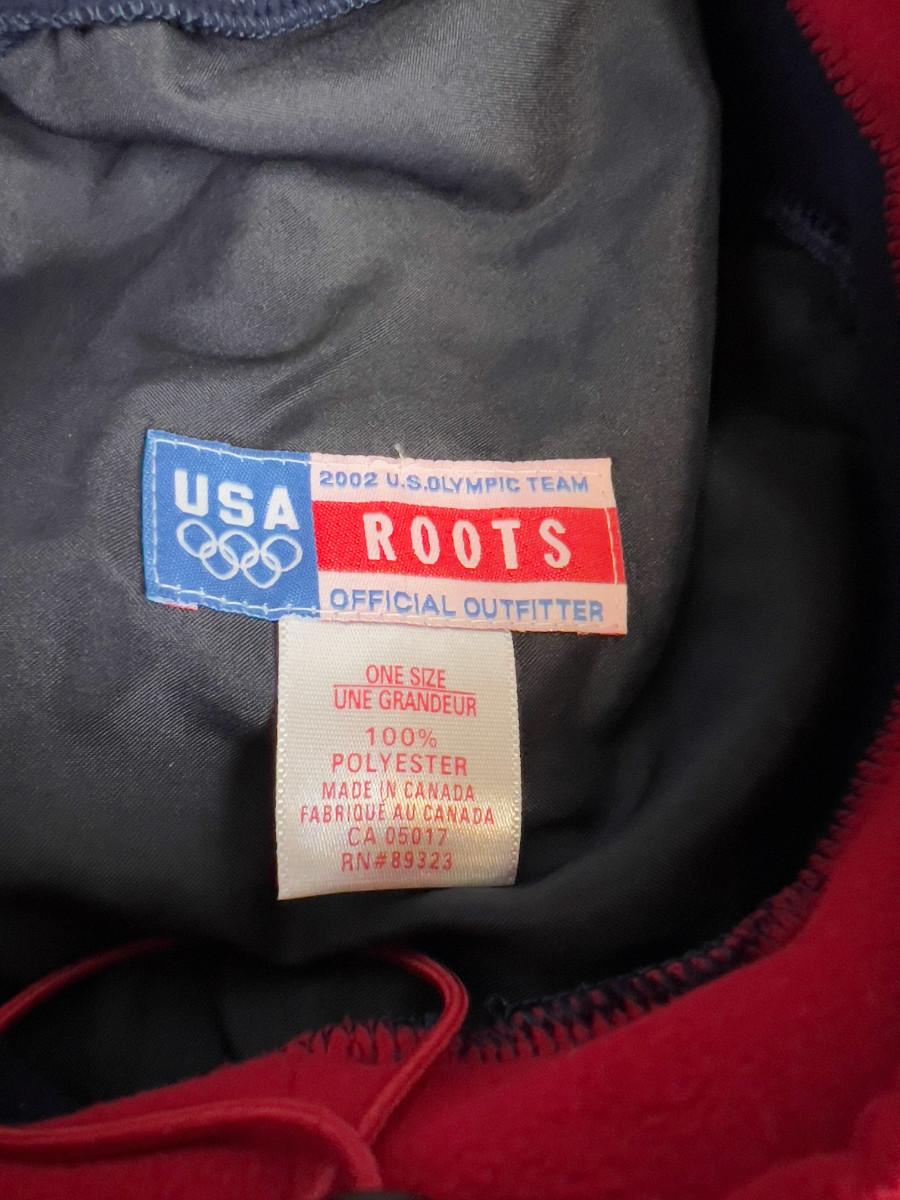 USA
2002 U.S.OLYMPIC TEAM
ROOTS
OFFICIAL OUTFITTER
ONE SIZE
UNE GRANDEUR
100%
POLYESTER
MADE IN CANADA
FABRIQUE AU CANADA
CA 05017
RN#89323